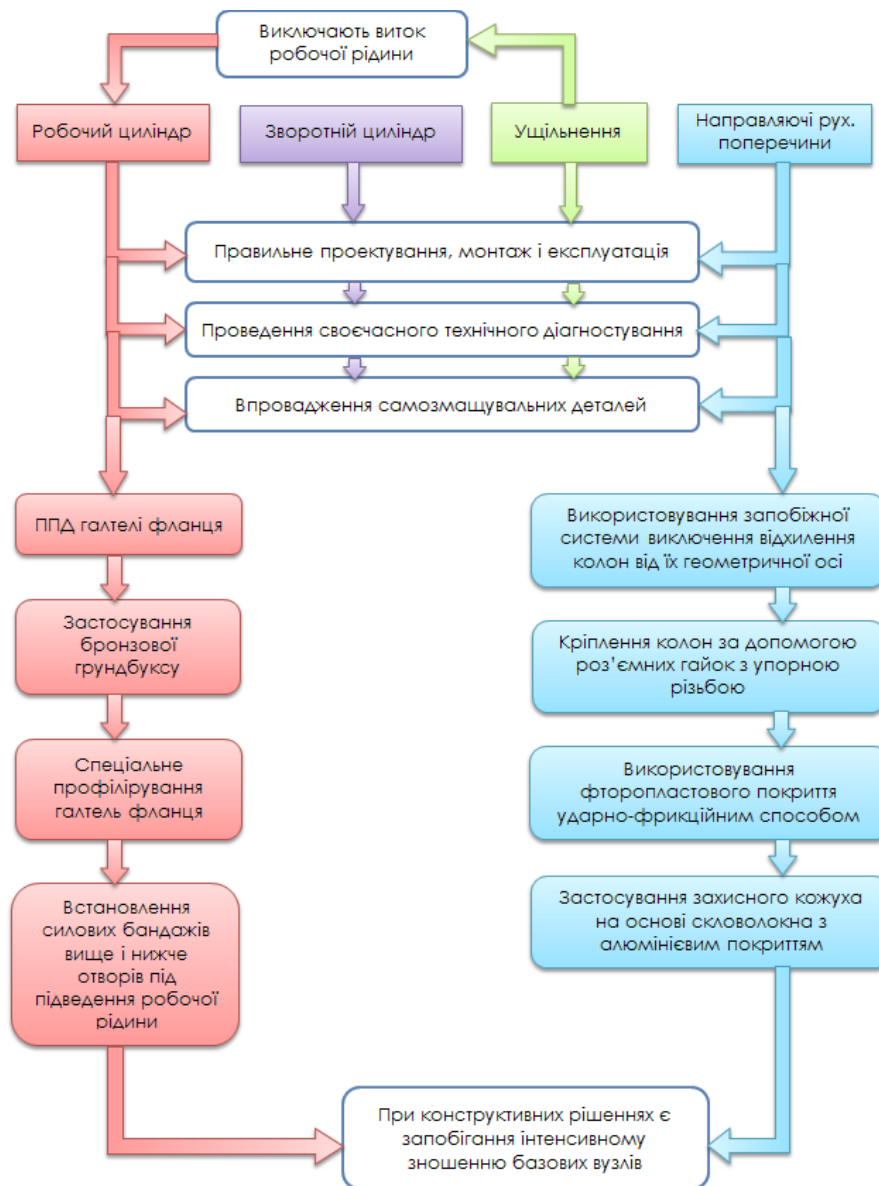 Виключають виток
робочої рідини
Робочий циліндр
Зворотній циліндр
Ущільнення
Направляючі рух.
поперечини
Правильне проектування, монтаж і експлуатація
Проведення своєчасного технічного діагностування
Впровадження самозмащувальних деталей
ППД галтелі фланця
Застосування
бронзової
грундбуксу
Спеціальне
профілірування
галтель фланця
Встановлення
силових бандажів
вище і нижче
отворів під
підведення робочої
рідини
Використовування запобіжної
системи виключення відхилення
колон від їх геометричної осі
Кріплення колон за допомогою
роз’ємних гайок з упорною
різьбою
Використовування
фторопластового покриття
ударно-фрикційним способом
Застосування захисного кожуха
на основі скловолокна з
алюмінієвим покриттям
При конструктивних рішеннях є
запобігання інтенсивному
зношенню базових вузлів